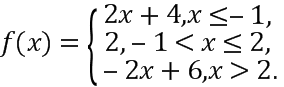 f(x) = { 2x + 4, x ≤ – 1,
2, – 1 < x ≤ 2,
– 2x + 6, x > 2.